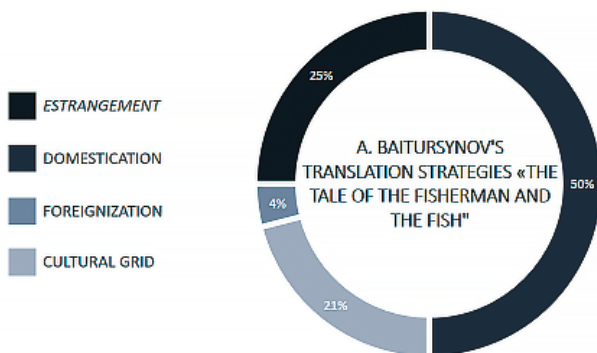 ESTRANGEMENT
DOMESTICATION
FOREIGNIZATION
CULTURAL GRID
25%
4%
21%
50%
A. BAITURSYNOV'S
TRANSLATION STRATEGIES «THE
TALE OF THE FISHERMAN AND
THE FISH"